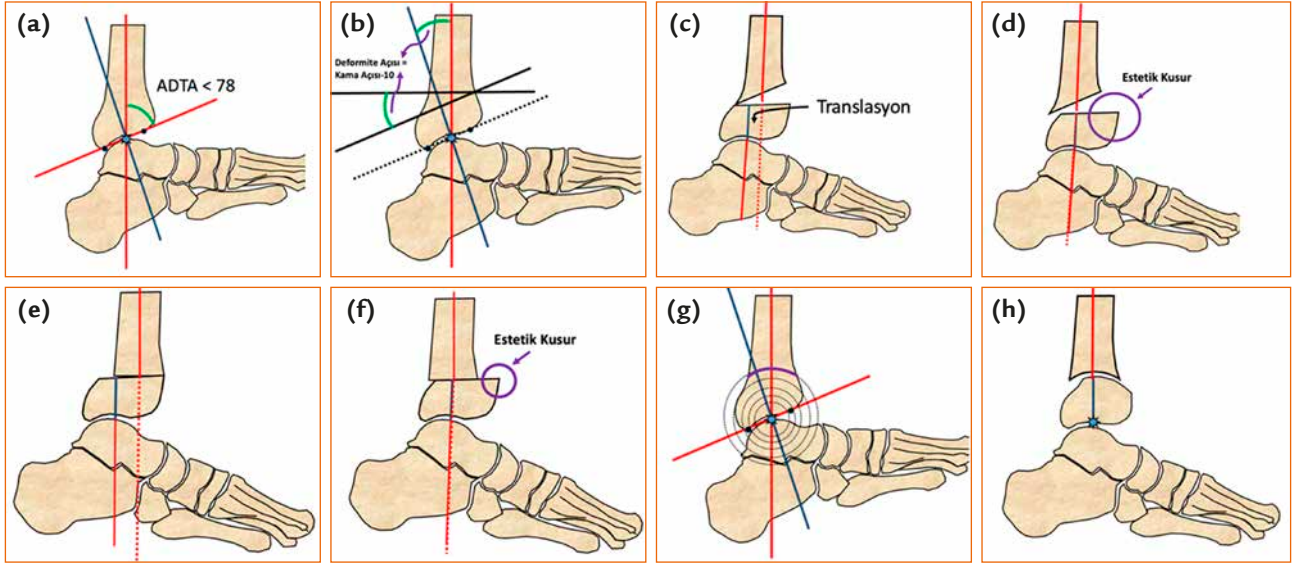 (a)
ADTA < 78
(b)
Deformite Açısı =
Kama Açısı-10
(c)
Translasyon
(d)
Estetik Kusur
(e)
(f)
Estetik Kusur
(g)
(h)